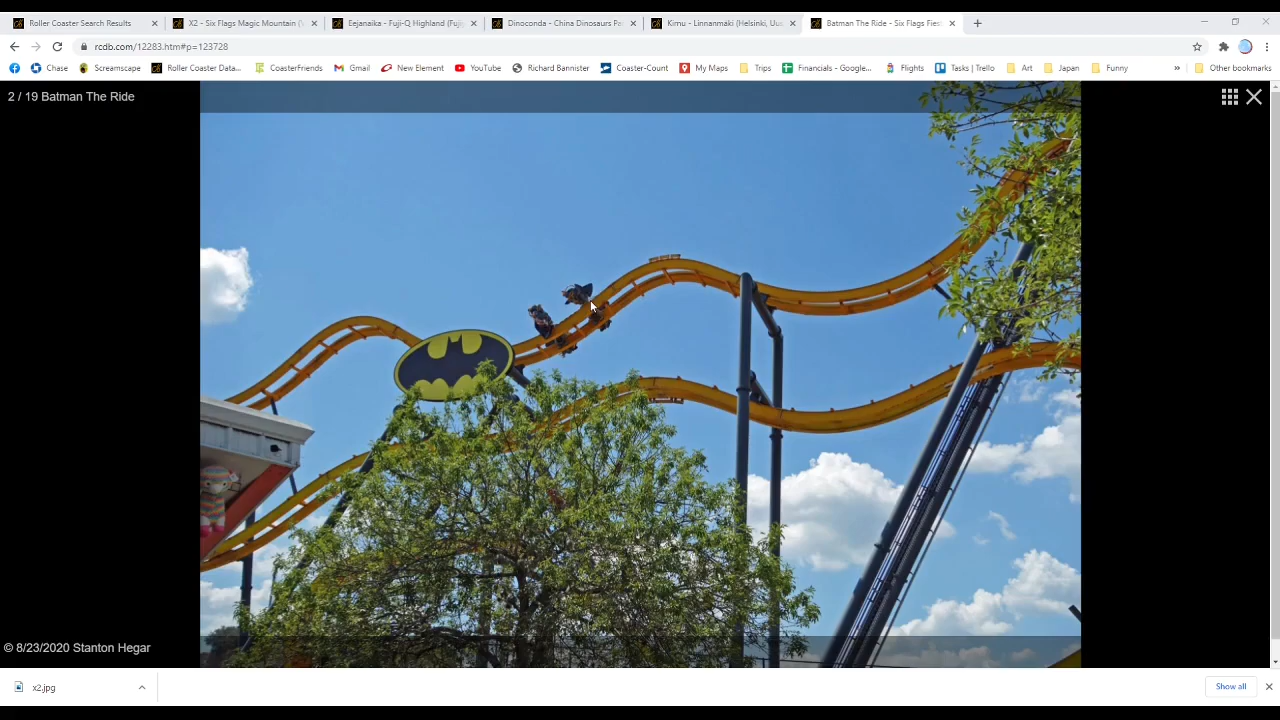 Roller Coaster Search Results
X2 - Six Flags Magic Mountain (V
Eejanaika - Fuji-Q Highland (Fuji
Dinoconda - China Dinosaurs Pa
Kirnu - Linnanmäki (Helsinki, Uu
Batman The Ride - Six Flags Fies
rcdb.com/12283.htm#p=123728
Chase
Screamscape
Roller Coaster Data...
CoasterFriends
Gmail
New Element
YouTube
Richard Bannister
Coaster-Count
My Maps
Trips
Financials - Google...
Flights
Tasks | Trello
Art
Japan
Funny
»
Other bookmarks
2 / 19 Batman The Ride
© 8/23/2020 Stanton Hegar
x2.jpg
Show all